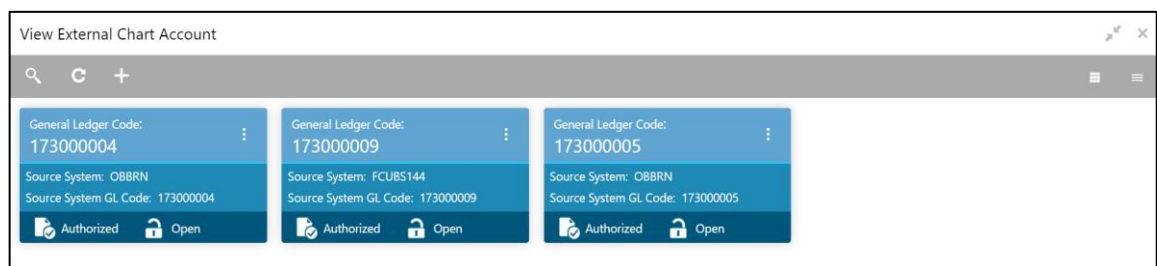 View External Chart Account
General Ledger Code:
173000004
Source System: OBBRN
Source System GL Code: 173000004
Authorized Open
General Ledger Code:
173000009
Source System: FCUBS144
Source System GL Code: 173000009
Authorized Open
General Ledger Code:
173000005
Source System: OBBRN
Source System GL Code: 173000005
Authorized Open